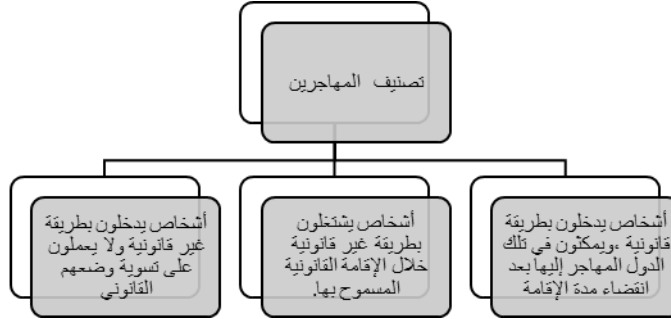 تصنيف المهاجرين
أشخاص يدخلون بطريقة
قانونية ،ويمكثون في تلك
الدول المهاجر إليها بعد
انقضاء مدة الإقامة
أشخاص يشتغلون
بطريقة غير قانونية
خلال الإقامة القانونية
المسموح بها.
أشخاص يدخلون بطريقة
غير قانونية ولا يعملون
على تسوية وضعهم
القانوني